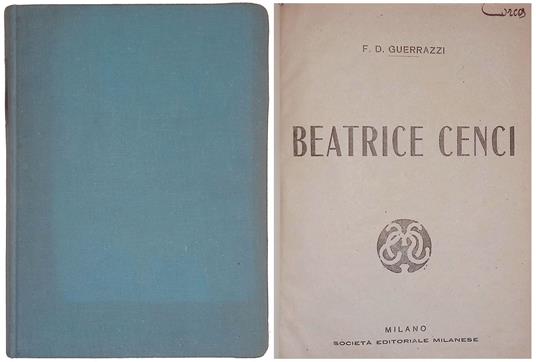 F. D. GUERRAZZI
BEATRICE CENCI
MILANO
SOCIETÀ EDITORIALE MILANESE